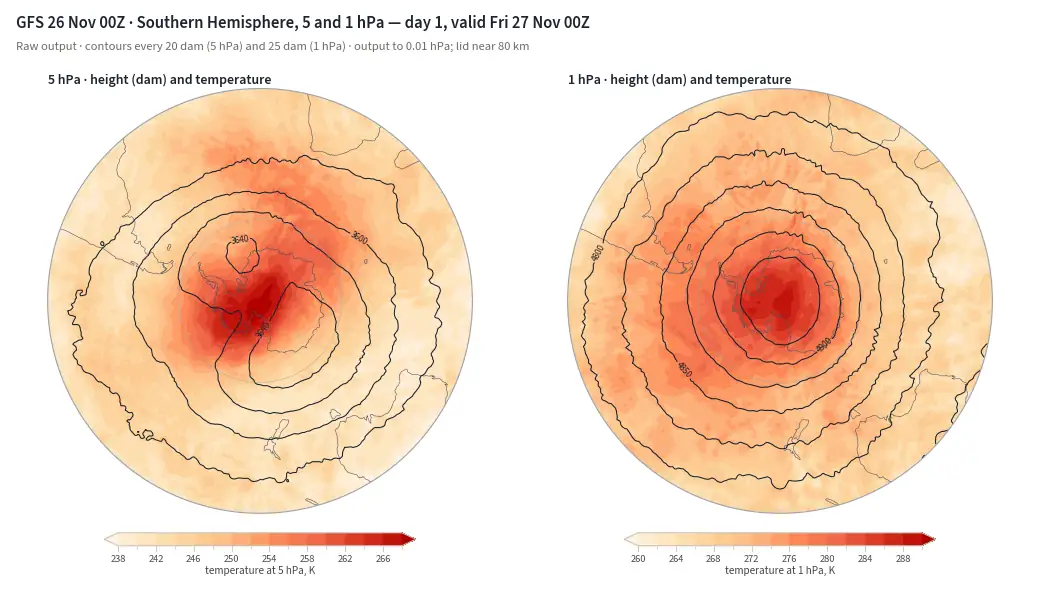 GFS 26 Nov 00Z · Southern Hemisphere, 5 and 1 hPa — day 1, valid Fri 27 Nov 00Z
Raw output · contours every 20 dam (5 hPa) and 25 dam (1 hPa) · output to 0.01 hPa; lid near 80 km
5 hPa · height (dam) and temperature
1 hPa · height (dam) and temperature
3640
3600
3640
4800
4850
4900
238 242 246 250 254 258 262 266
temperature at 5 hPa, K
260 264 268 272 276 280 284 288
temperature at 1 hPa, K